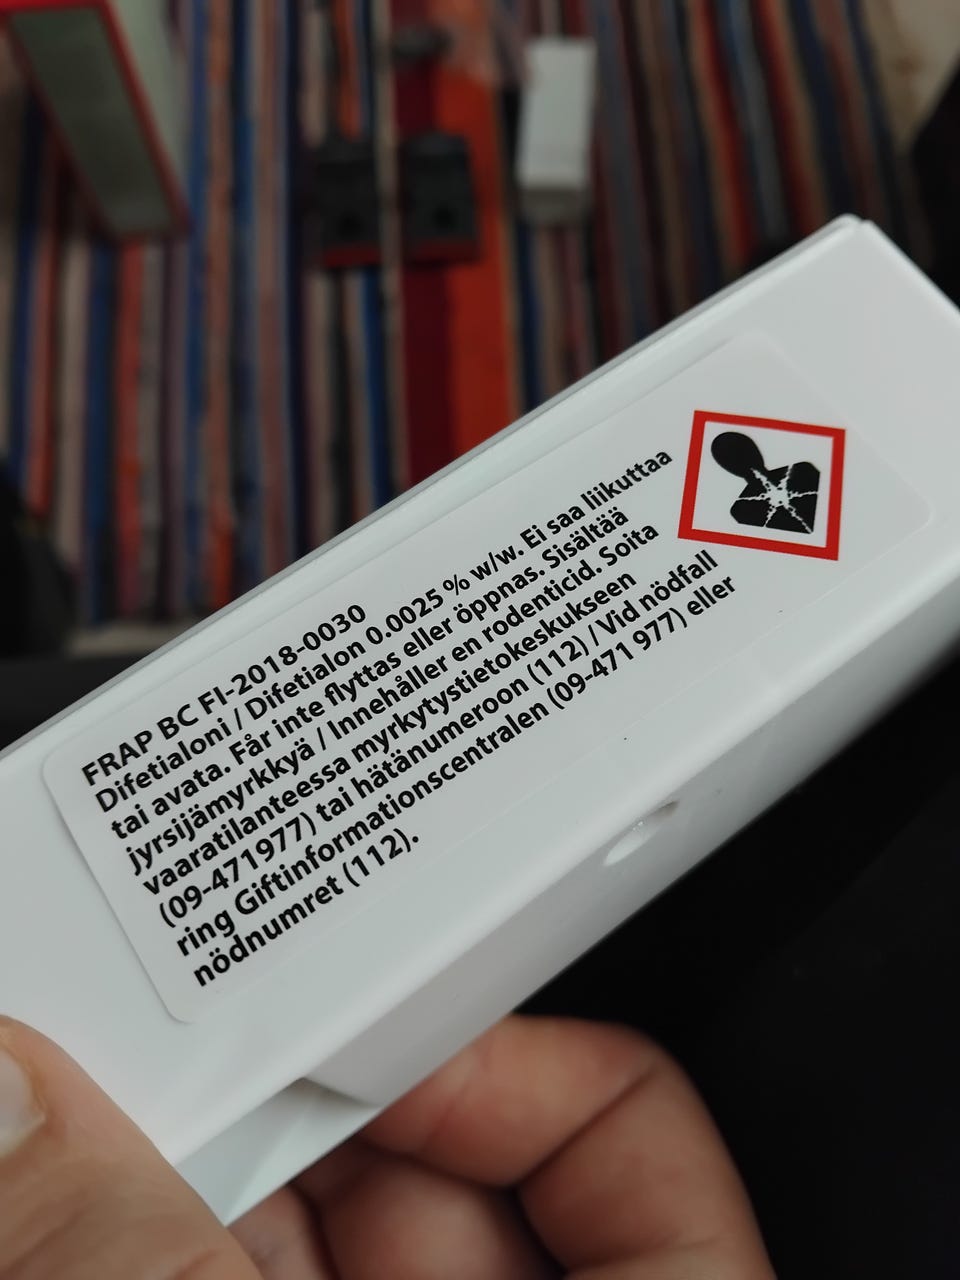 FRAP BC FI-2018-0030
Difetialoni / Difetialon 0.0025 % w/w. Ei saa liikuttaa
tai avata. Får inte flyttas eller öppnas. Sisältää
jyrsijämyrkkyä / Innehåller en rodenticid. Soita
vaaratilanteessa myrkytystietokeskukseen
(09-471977) tai hätänumeroon (112) / Vid nödfall
ring Giftinformationscentralen (09-471 977) eller
nödnumret (112).